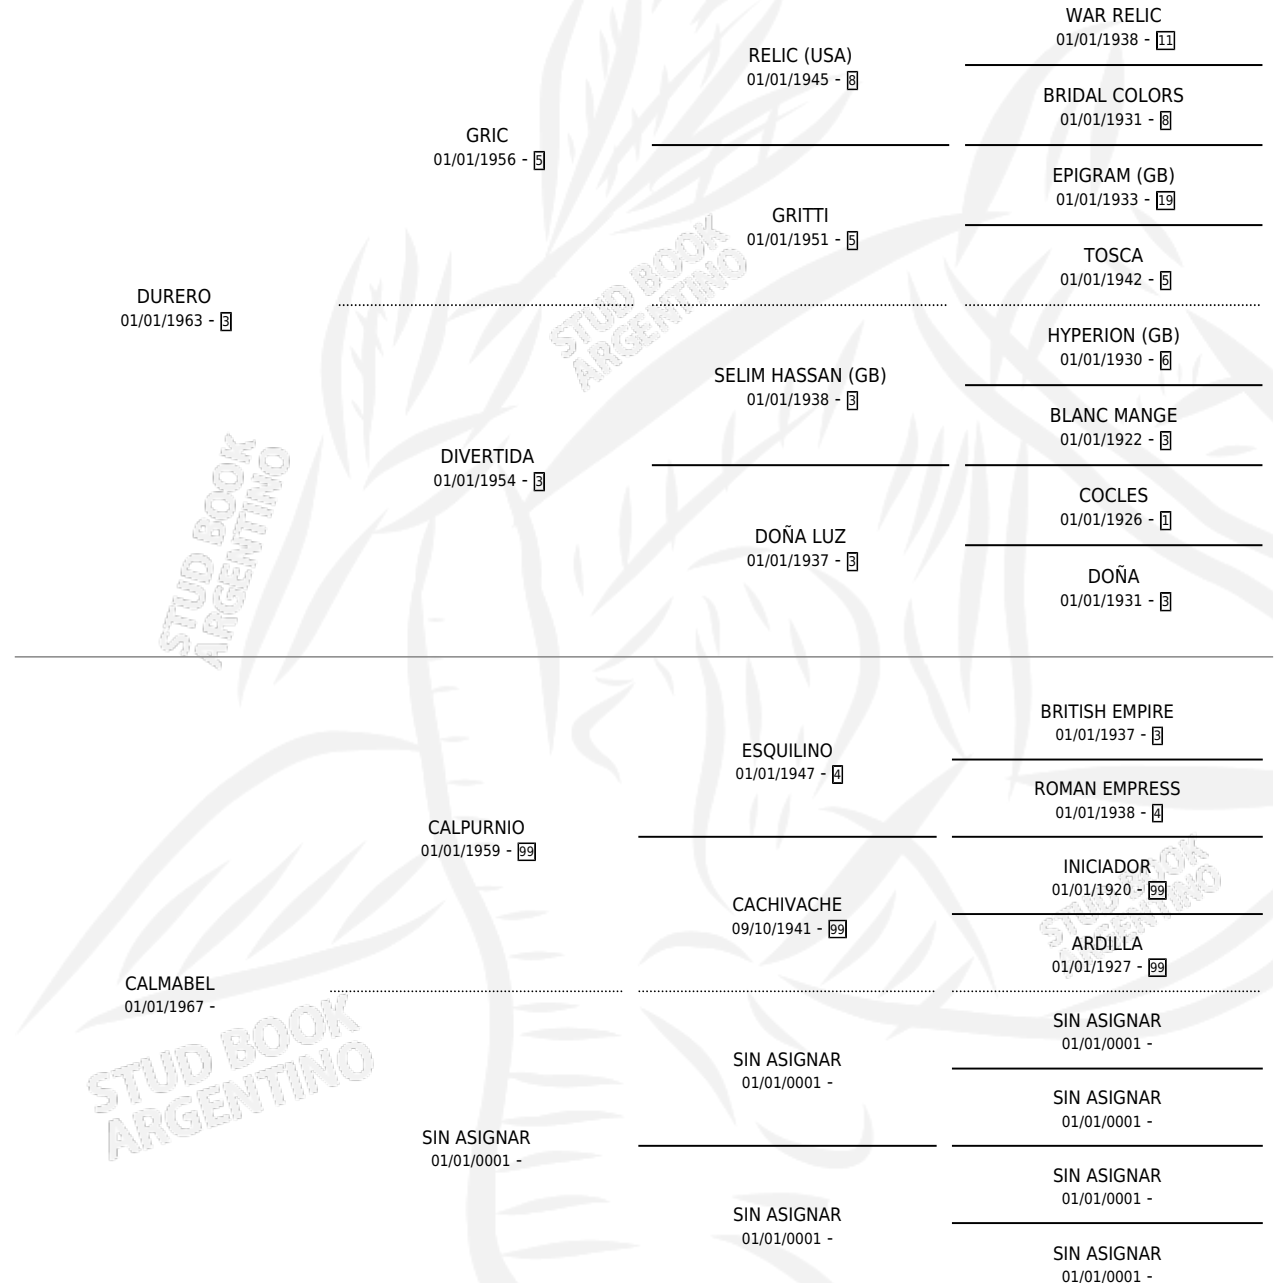 WAR RELIC
01/01/1938 - 11
RELIC (USA)
01/01/1945 - 8
BRIDAL COLORS
01/01/1931 - 8
GRIC
01/01/1956 - 5
EPIGRAM (GB)
01/01/1933 - 19
GRITTI
01/01/1951 - 5
TOSCA
01/01/1942 - 5
DURERO
01/01/1963 - 3
HYPERION (GB)
01/01/1930 - 6
SELIM HASSAN (GB)
01/01/1938 - 3
BLANC MANGE
01/01/1922 - 3
DIVERTIDA
01/01/1954 - 3
COCLES
01/01/1926 - 1
DOÑA LUZ
01/01/1937 - 3
DOÑA
01/01/1931 - 3
BRITISH EMPIRE
01/01/1937 - 3
ESQUILINO
01/01/1947 - 4
ROMAN EMPRESS
01/01/1938 - 4
CALPURNIO
01/01/1959 - 99
INICIADOR
01/01/1920 - 99
CACHIVACHE
09/10/1941 - 99
ARDILLA
01/01/1927 - 99
CALMABEL
01/01/1967 -
SIN ASIGNAR
01/01/0001 -
SIN ASIGNAR
01/01/0001 -
SIN ASIGNAR
01/01/0001 -
SIN ASIGNAR
01/01/0001 -
SIN ASIGNAR
01/01/0001 -
SIN ASIGNAR
01/01/0001 -
SIN ASIGNAR
01/01/0001 -
STUD BOOK
ARGENTINO
STUD BOOK
ARGENTINO
STUD BOOK
ARGENTINO
STUD BOOK
ARGENTINO